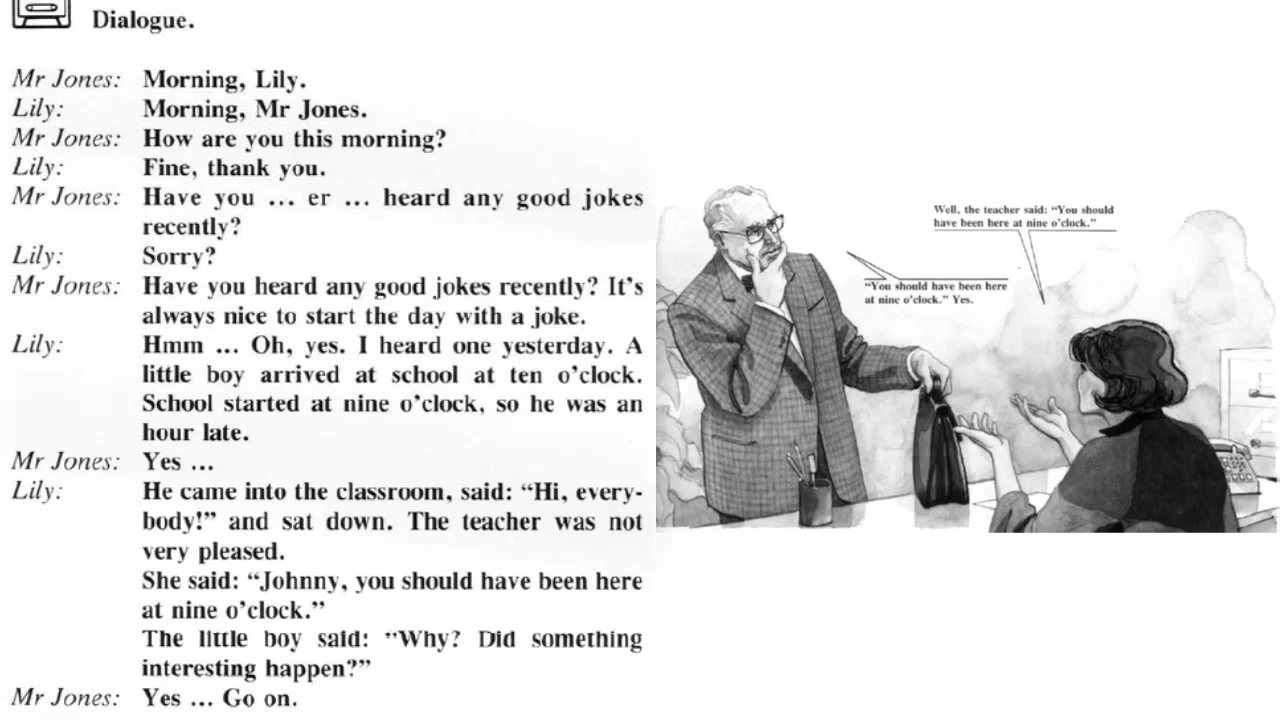 Dialogue.
Mr Jones: Morning, Lily.
Lily: Morning, Mr Jones.
Mr Jones: How are you this morning?
Lily: Fine, thank you.
Mr Jones: Have you ... er ... heard any good jokes
recently?
Lily: Sorry?
Mr Jones: Have you heard any good jokes recently? It's
always nice to start the day with a joke.
Lily: Hmm ... Oh, yes. I heard one yesterday. A
little boy arrived at school at ten o'clock.
School started at nine o'clock, so he was an
hour late.
Mr Jones: Yes ...
Lily: He came into the classroom, said: "Hi, every-
body!" and sat down. The teacher was not
very pleased.
She said: "Johnny, you should have been here
at nine o'clock."
The little boy said: "Why? Did something
interesting happen?"
Mr Jones: Yes ... Go on.
Well, the teacher said: "You should
have been here at nine o'clock."
"You should have been here
at nine o'clock." Yes.